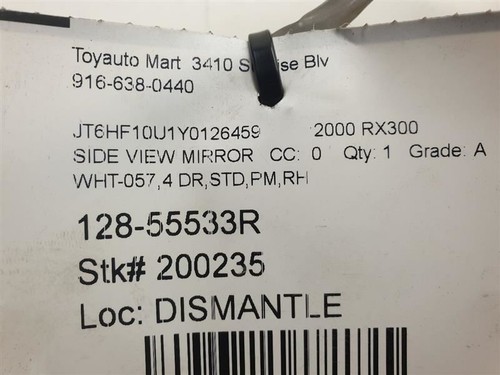 Toyauto Mart 3410 Blv
916-638-0440
JT6HF10U1Y0126459 2000 RX300
SIDE VIEW MIRROR CC: 0 Qty: 1 Grade: A
WHT-057,4 DR,STD,PM,RH
128-55533R
Stk# 200235
Loc: DISMANTLE